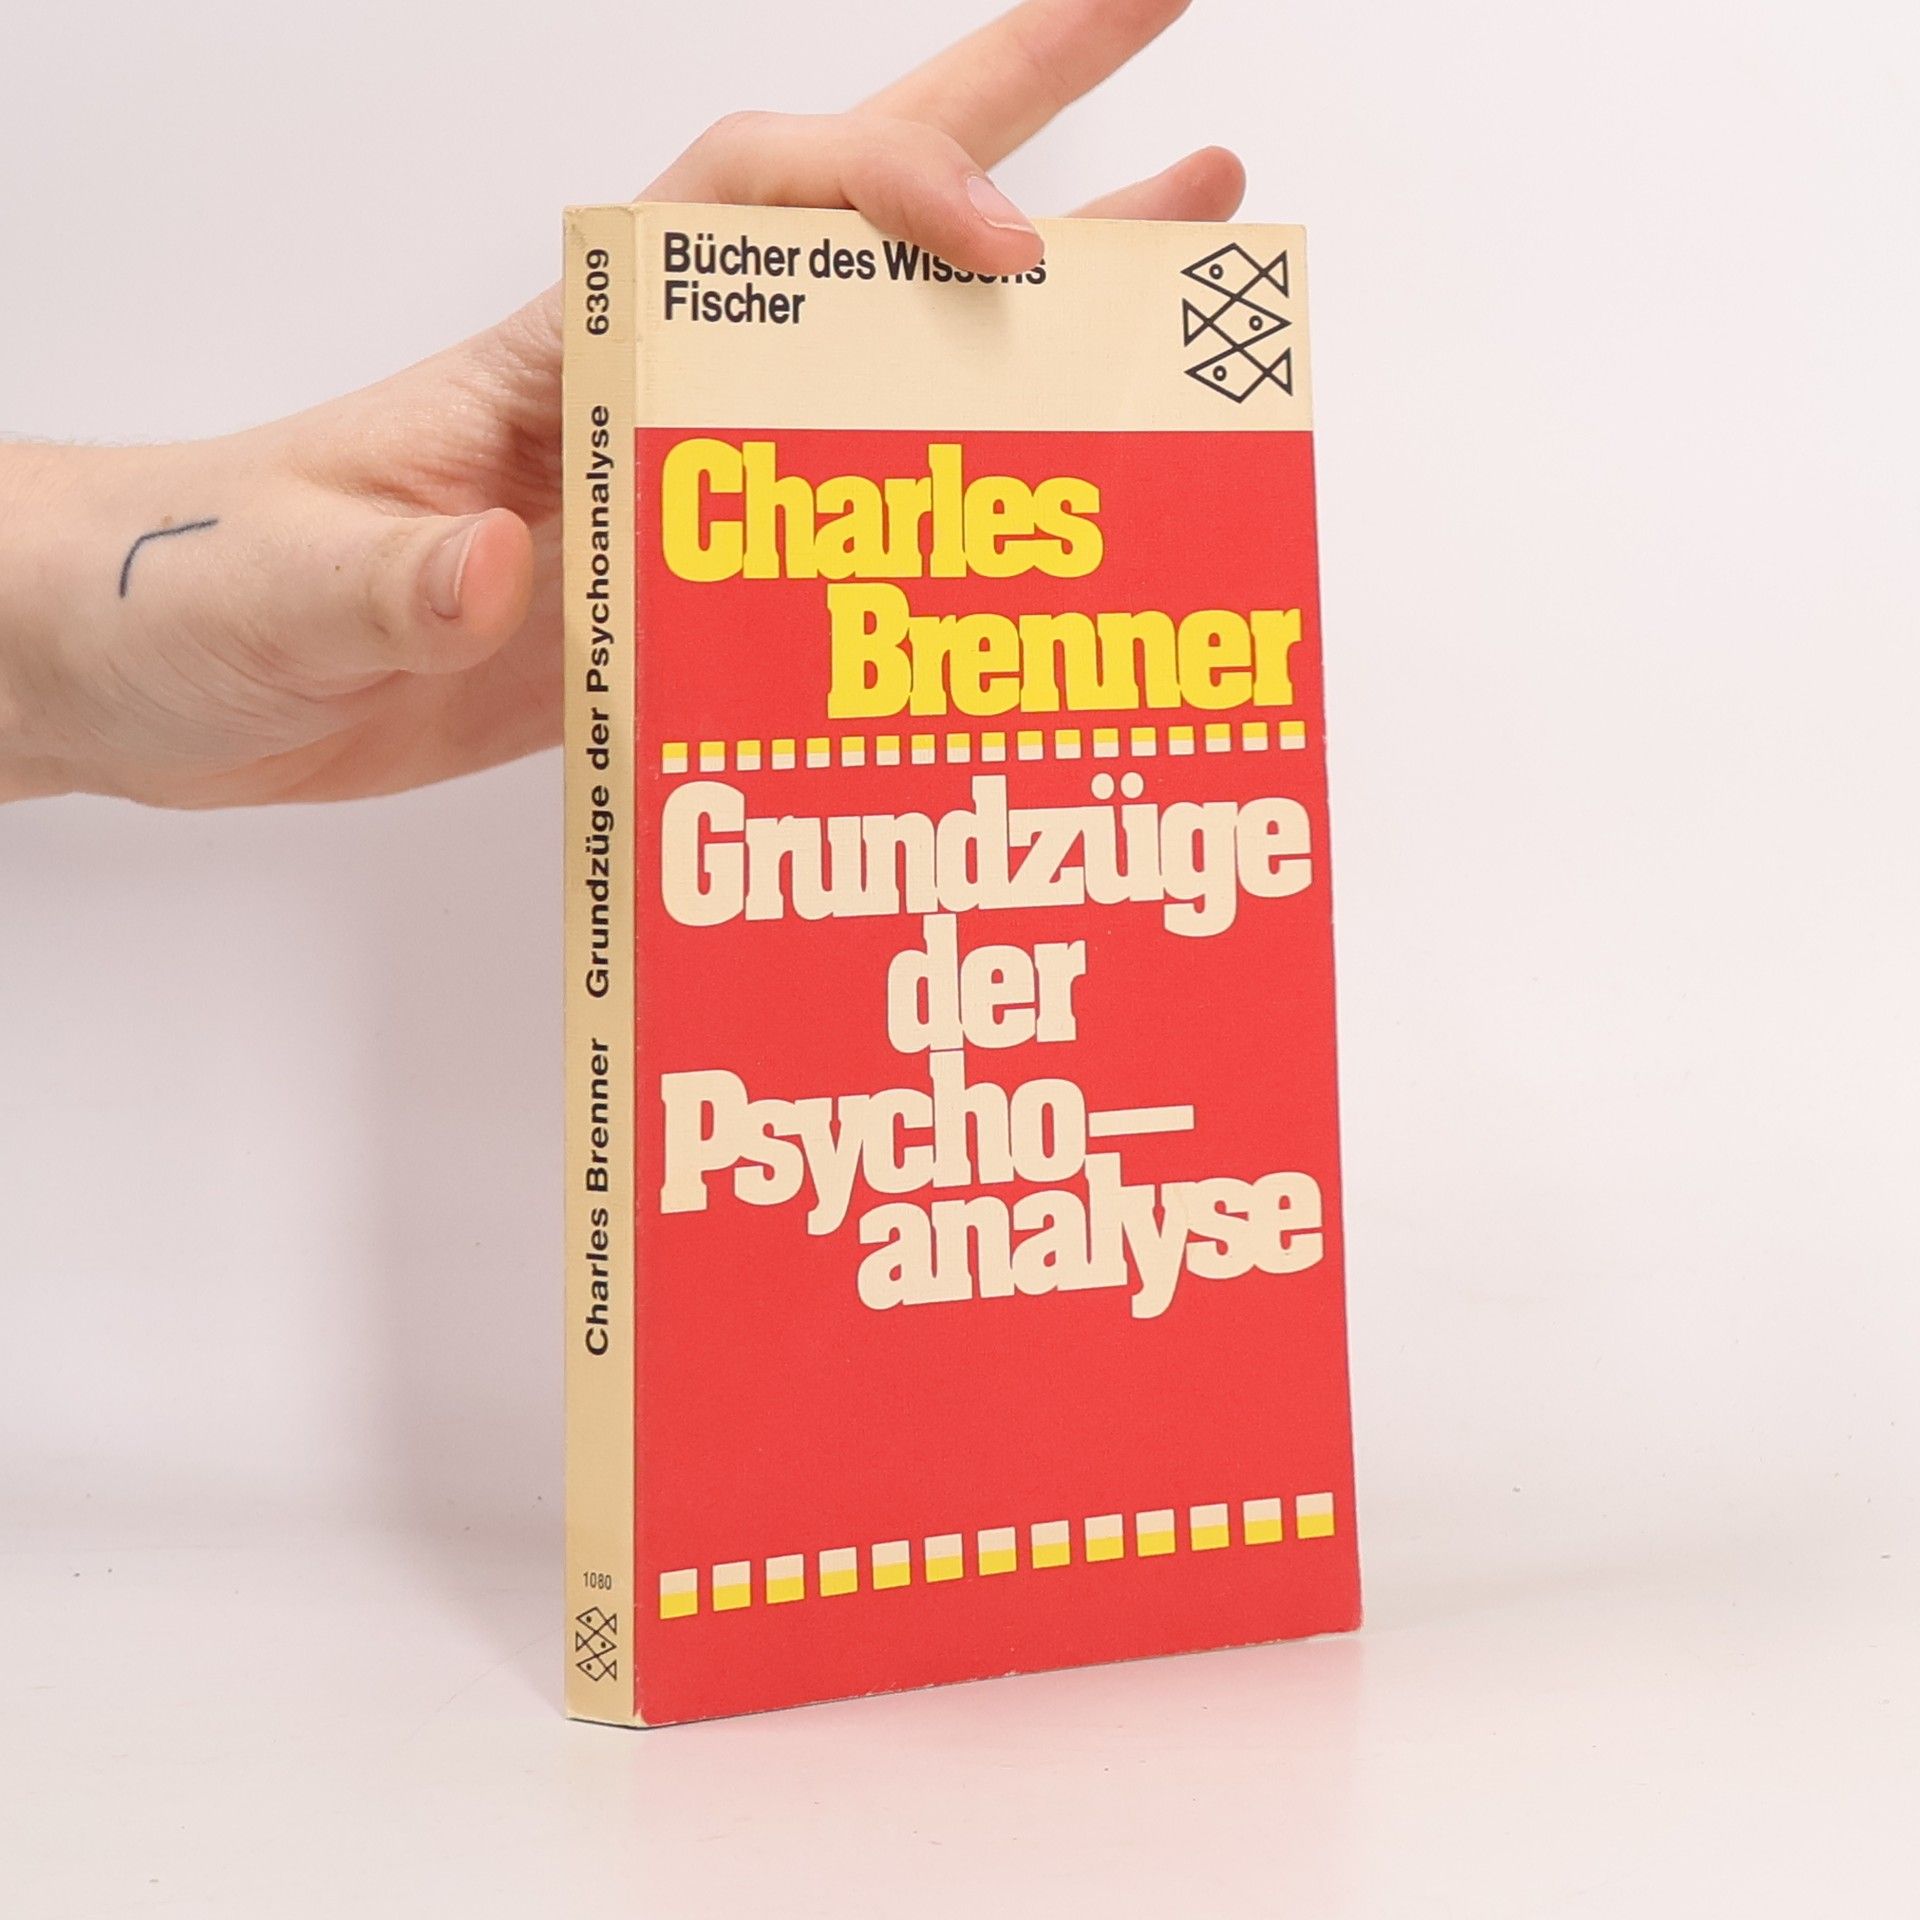 Bücher des Wissens
Fischer
Charles
Brenner
Grundzüge
der
Psycho—
analyse
Charles Brenner Grundzüge der Psychoanalyse 6309
1080